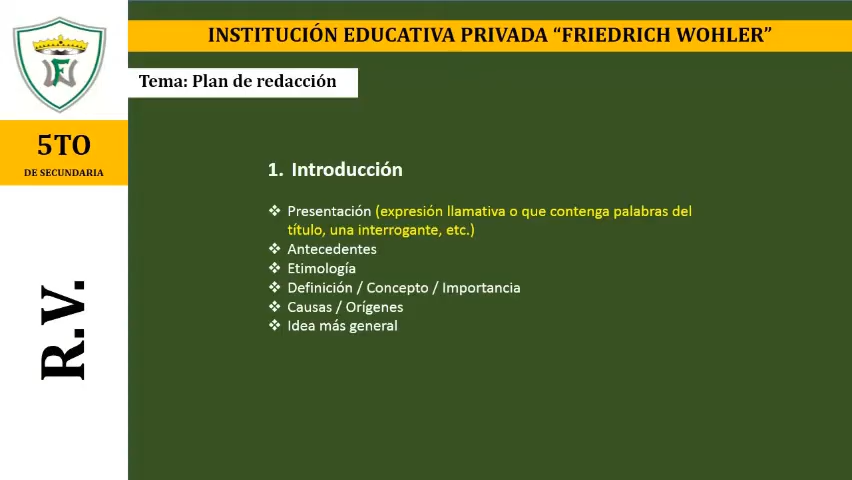 INSTITUCIÓN EDUCATIVA PRIVADA “FRIEDRICH WOHLER”
Tema: Plan de redacción
5TO
DE SECUNDARIA
R.V.
1. Introducción
❖ Presentación (expresión llamativa o que contenga palabras del
título, una interrogante, etc.)
❖ Antecedentes
❖ Etimología
❖ Definición / Concepto / Importancia
❖ Causas / Orígenes
❖ Idea más general